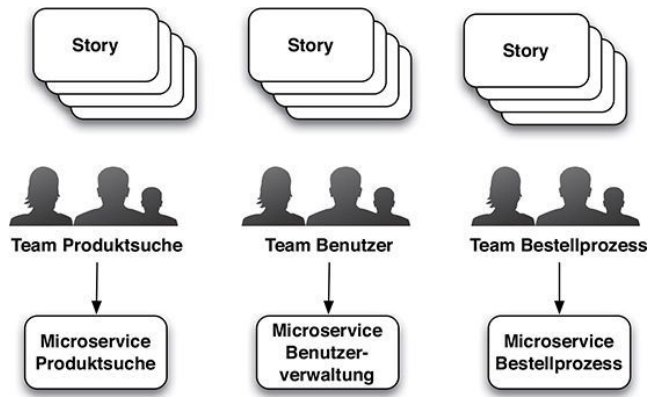 Story
Story
Story
Team Produktsuche
Team Benutzer
Team Bestellprozess
Microservice
Produktsuche
Microservice
Benutzer-
verwaltung
Microservice
Bestellprozess